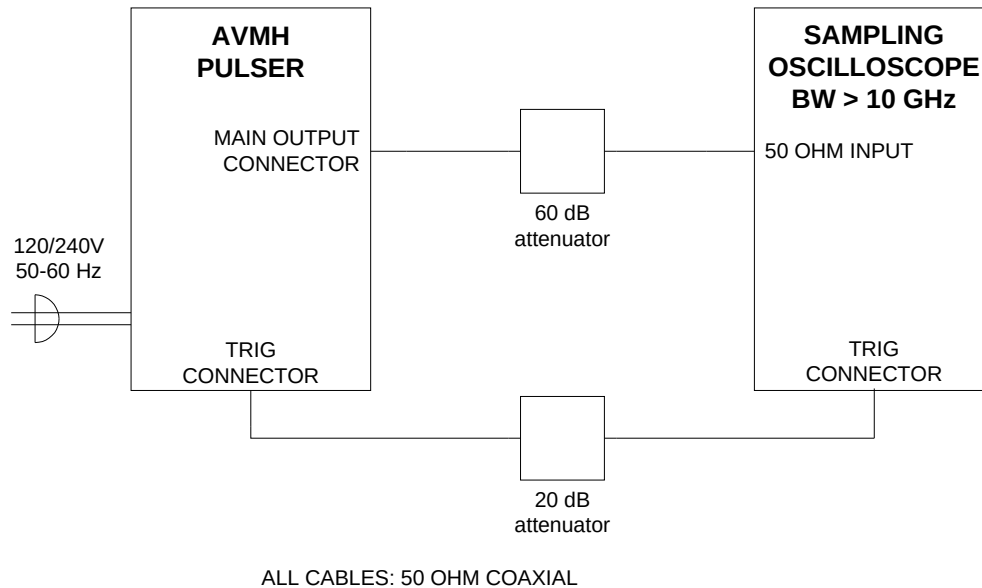 AVMH
PULSER
MAIN OUTPUT
CONNECTOR
120/240V
50-60 Hz
TRIG
CONNECTOR
60 dB
attenuator
20 dB
attenuator
SAMPLING
OSCILLOSCOPE
BW > 10 GHz
50 OHM INPUT
TRIG
CONNECTOR
ALL CABLES: 50 OHM COAXIAL